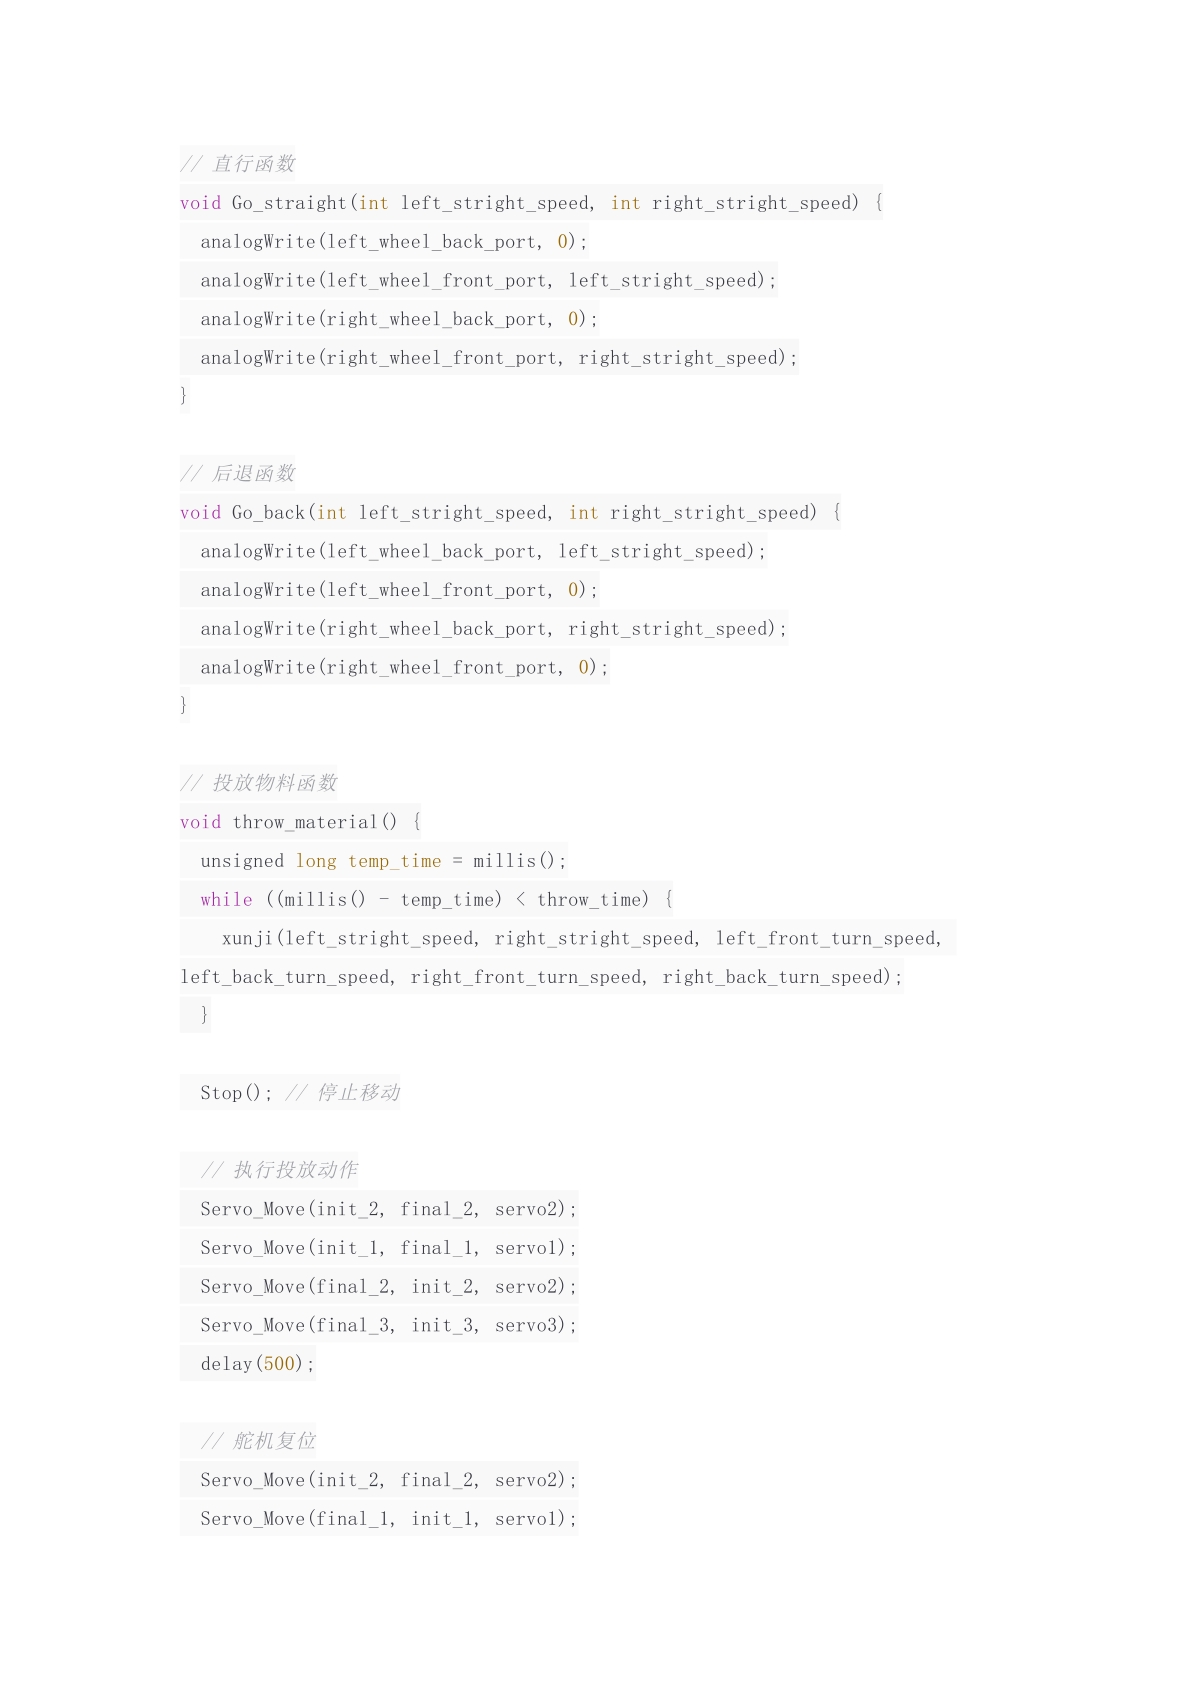 // 直行函数
void Go_straight(int left_stright_speed, int right_stright_speed) {
  analogWrite(left_wheel_back_port, 0);
  analogWrite(left_wheel_front_port, left_stright_speed);
  analogWrite(right_wheel_back_port, 0);
  analogWrite(right_wheel_front_port, right_stright_speed);
}
// 后退函数
void Go_back(int left_stright_speed, int right_stright_speed) {
  analogWrite(left_wheel_back_port, left_stright_speed);
  analogWrite(left_wheel_front_port, 0);
  analogWrite(right_wheel_back_port, right_stright_speed);
  analogWrite(right_wheel_front_port, 0);
}
// 投放物料函数
void throw_material() {
  unsigned long temp_time = millis();
  while ((millis() - temp_time) < throw_time) {
    xunji(left_stright_speed, right_stright_speed, left_front_turn_speed,
left_back_turn_speed, right_front_turn_speed, right_back_turn_speed);
  }
  Stop(); // 停止移动
  // 执行投放动作
  Servo_Move(init_2, final_2, servo2);
  Servo_Move(init_1, final_1, servo1);
  Servo_Move(final_2, init_2, servo2);
  Servo_Move(final_3, init_3, servo3);
  delay(500);
  // 舵机复位
  Servo_Move(init_2, final_2, servo2);
  Servo_Move(final_1, init_1, servo1);